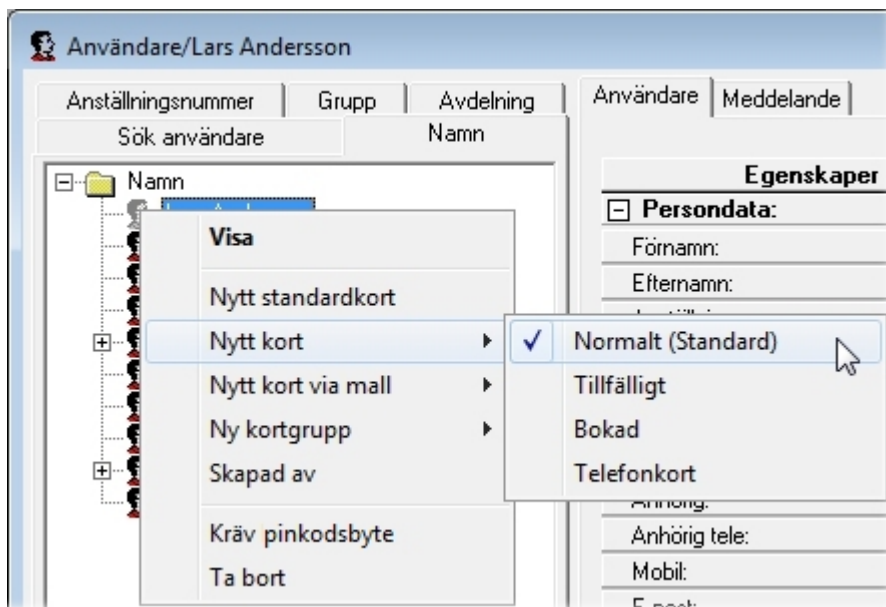 Användare/Lars Andersson
Anställningsnummer Grupp Avdelning
Sök användare Namn
Användare Meddelande
Namn
Visa
Nytt standardkort
Nytt kort
Nytt kort via mall
Ny kortgrupp
Skapad av
Kräv pinkodsbyte
Ta bort
Normalt (Standard)
Tillfälligt
Bokad
Telefonkort
Egenskaper
Persondata:
Förnamn:
Efternamn:
Anhörig:
Anhörig tele:
Mobil:
E-post: